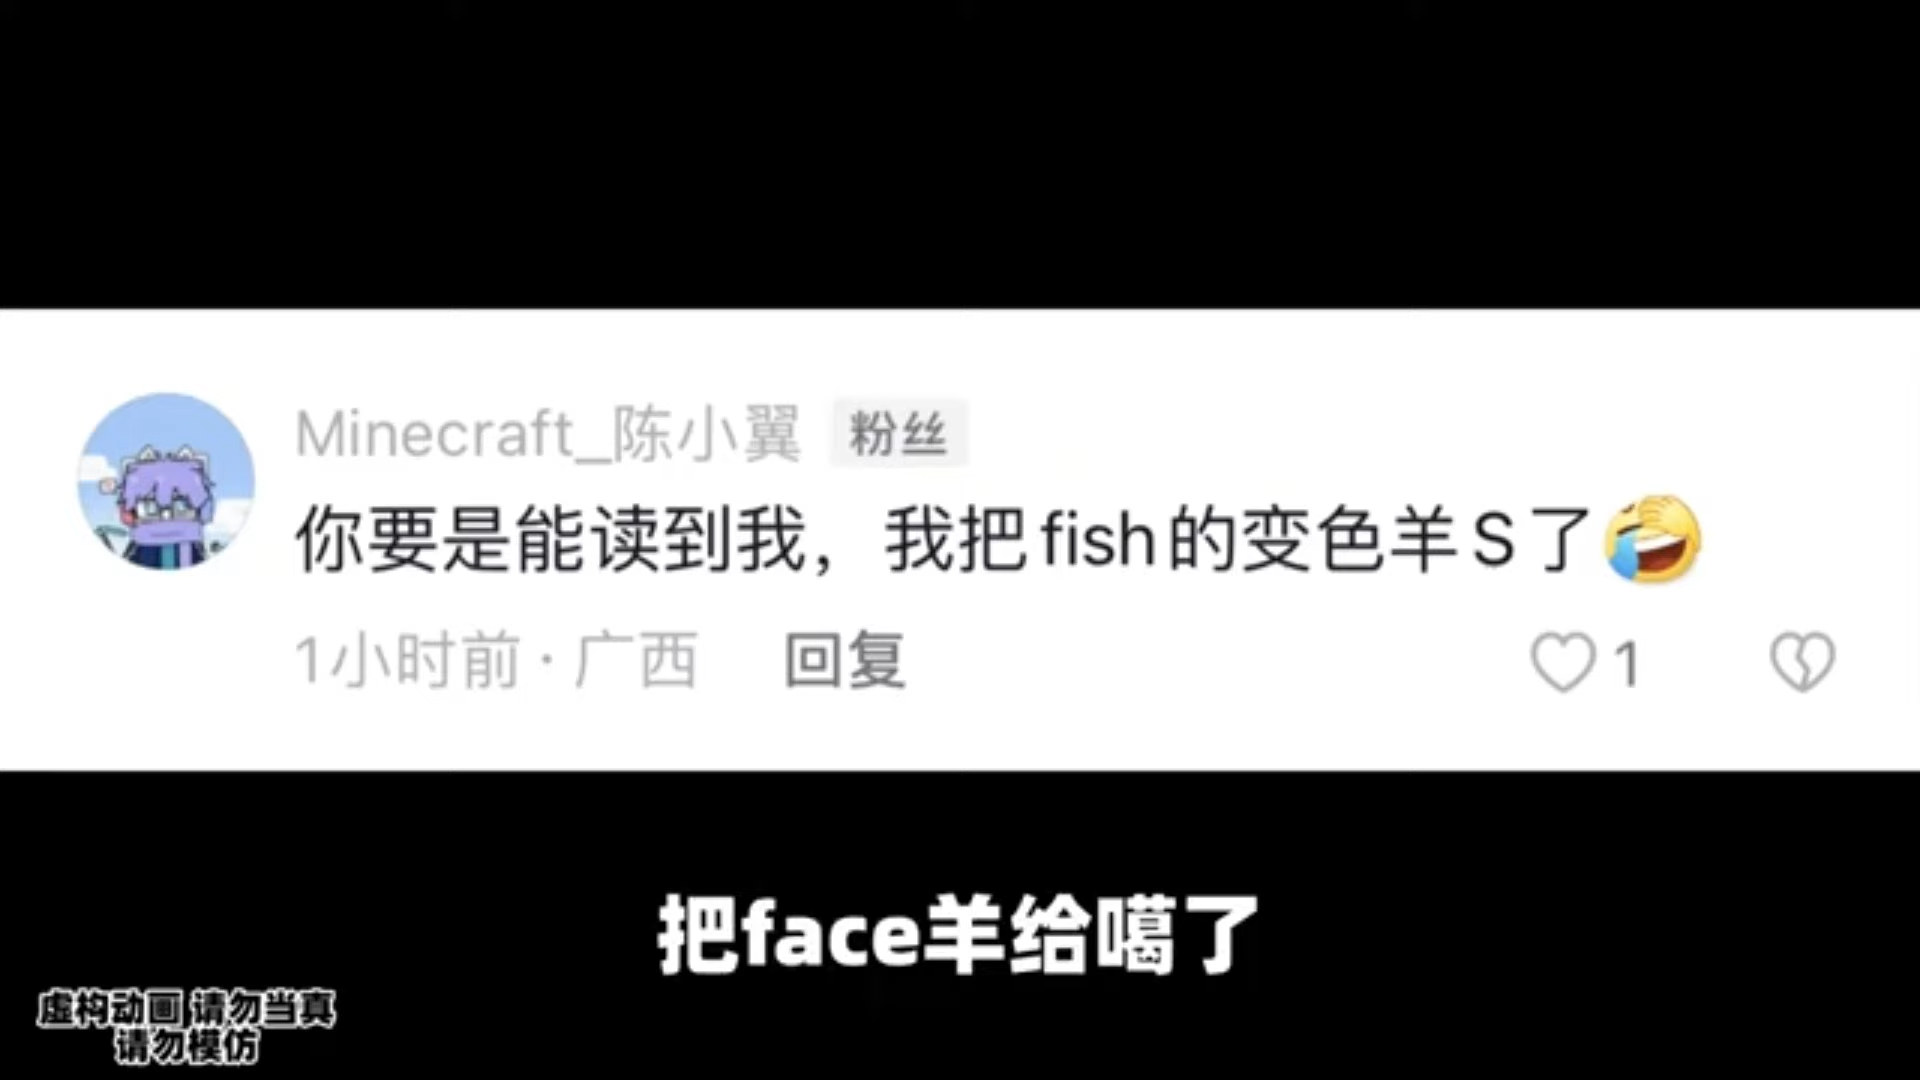 Minecraft_陈小翼 粉丝
你要是能读到我，我把fish的变色羊S了🤣
1小时前 · 广西 回复 1
把face羊给噶了
虚构动画 请勿当真
请勿模仿